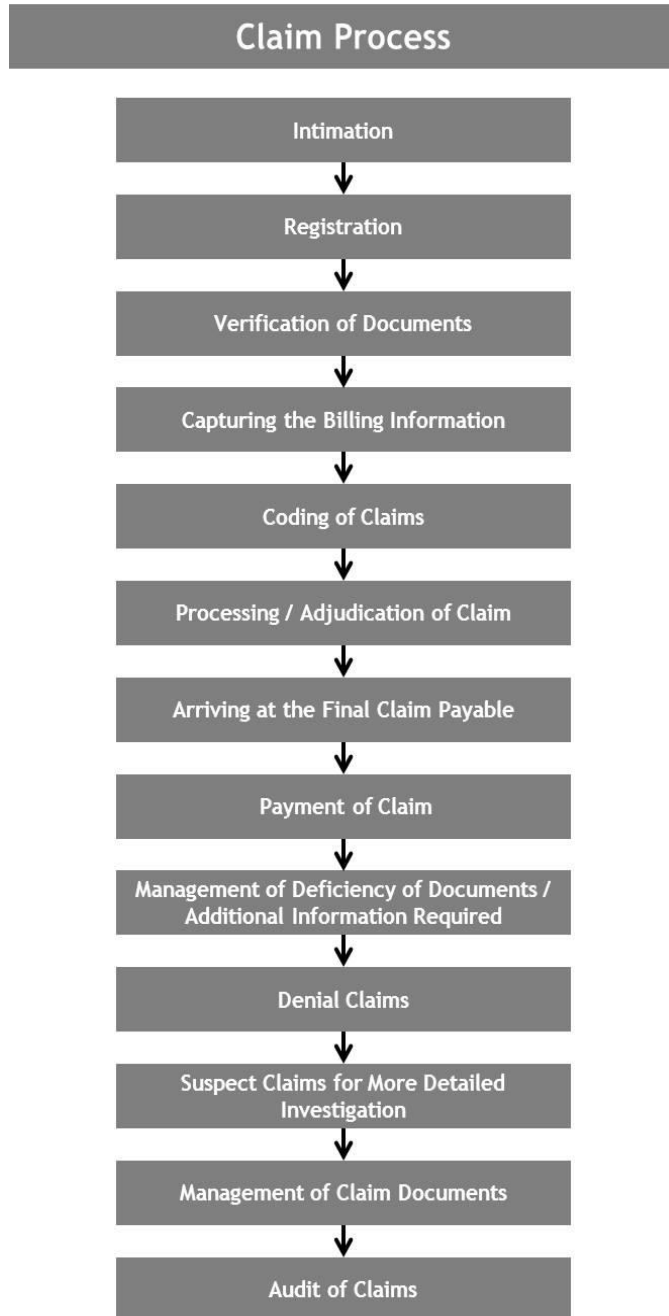 Claim Process
Intimation
Registration
Verification of Documents
Capturing the Billing Information
Coding of Claims
Processing / Adjudication of Claim
Arriving at the Final Claim Payable
Payment of Claim
Management of Deficiency of Documents /
Additional Information Required
Denial Claims
Suspect Claims for More Detailed
Investigation
Management of Claim Documents
Audit of Claims